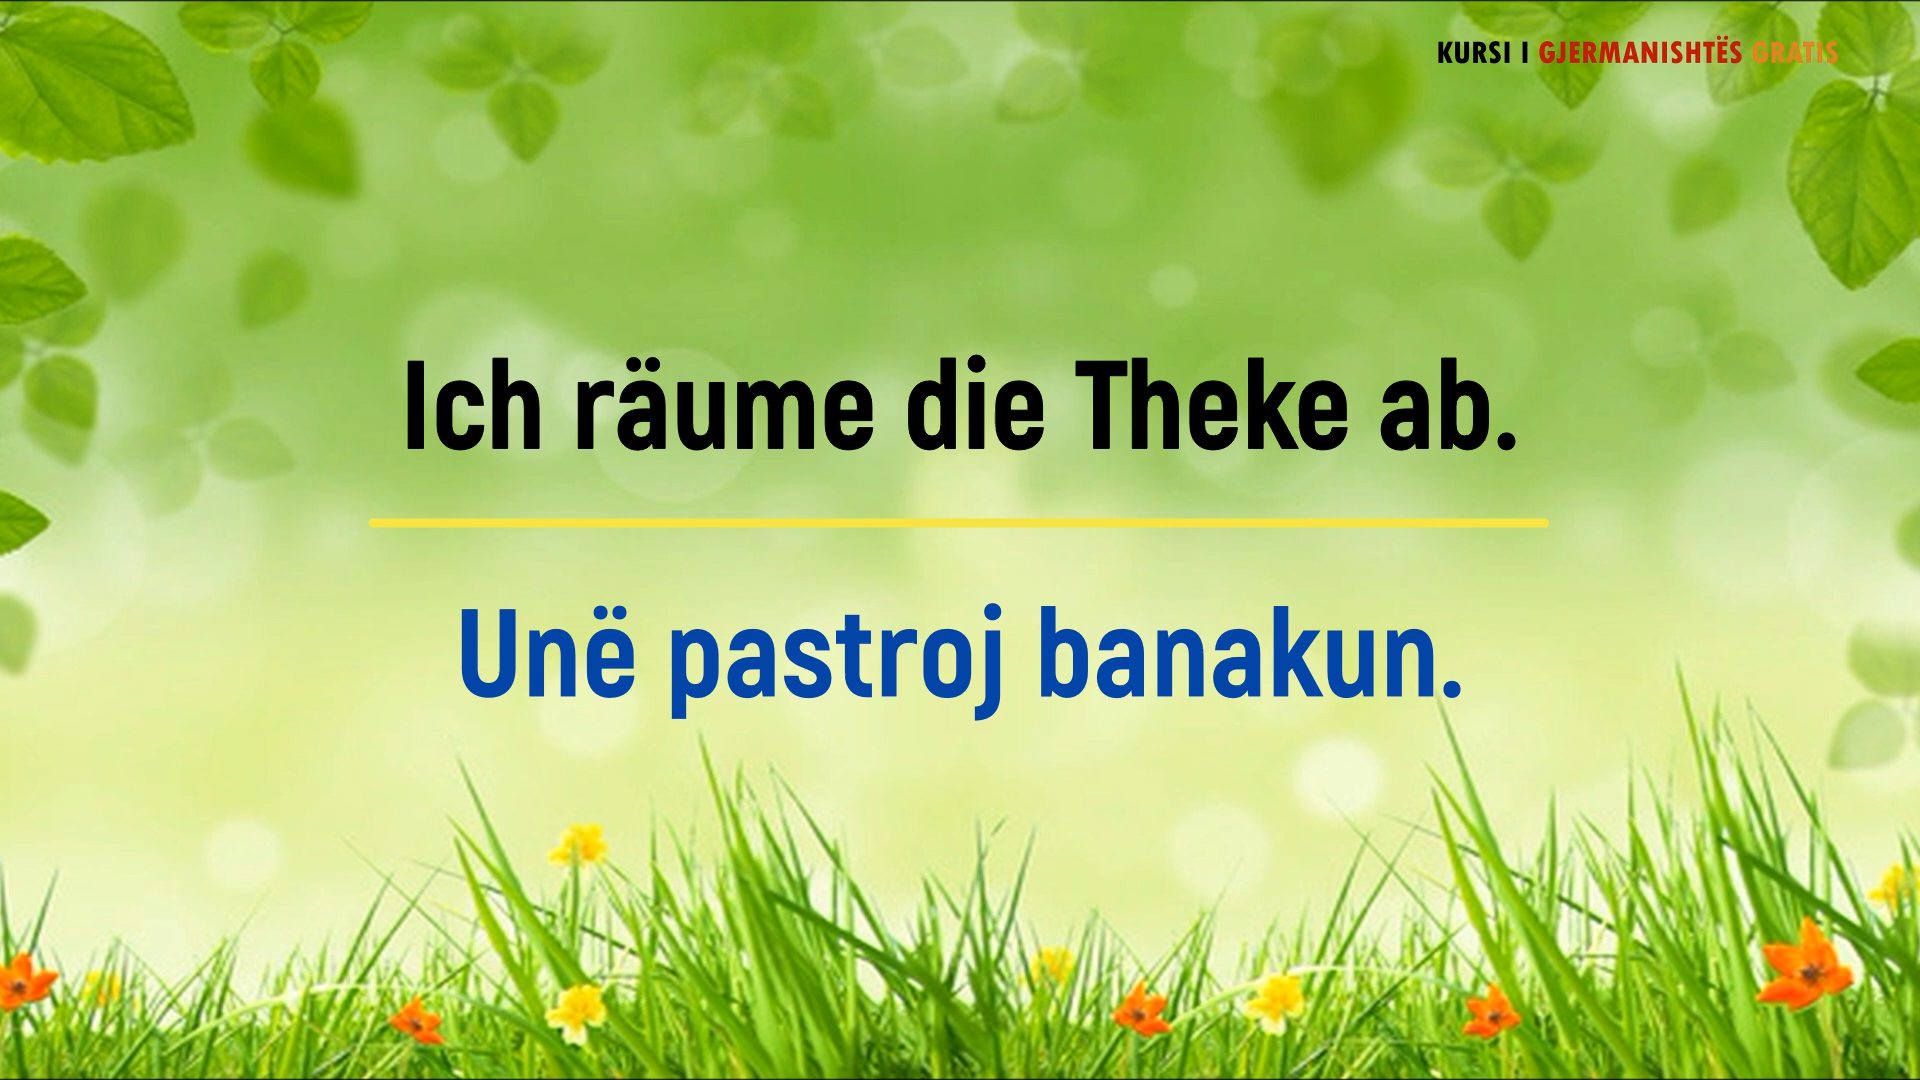 KURSI I GJERMANISHTËS GRATIS
Ich räume die Theke ab.
Unë pastroj banakun.